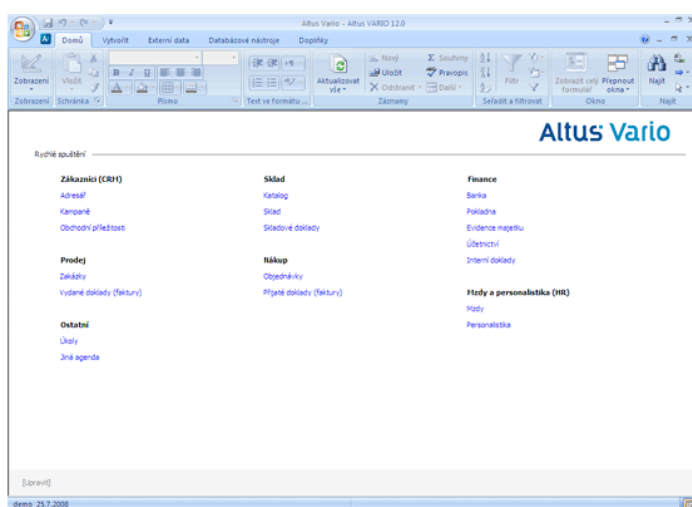 Altus Vario - Altus VARIO 12.0
Domů Vytvořit Externí data Databázové nástroje Doplňky
Zobrazení Vložit Aktualizovat vše Nový Uložit Odstranit Součty Pravopis Další Filtr Zobrazit celý formulář Přepnout okna Najít
Zobrazení Schránka Písmo Text ve formátu ... Záznamy Seřadit a filtrovat Okno Najít
Altus Vario
Rychlé spuštění
Zákazníci (CRM)
Adresář
Kampaně
Obchodní příležitosti
Sklad
Katalog
Sklad
Skladové doklady
Finance
Banka
Pokladna
Evidence majetku
Účetnictví
Interní doklady
Prodej
Zakázky
Vydané doklady (faktury)
Nákup
Objednávky
Přijaté doklady (faktury)
Mzdy a personalistika (HR)
Mzdy
Personalistika
Ostatní
Úkoly
Jiná agenda
[Upravit]
demo 25.7.2008